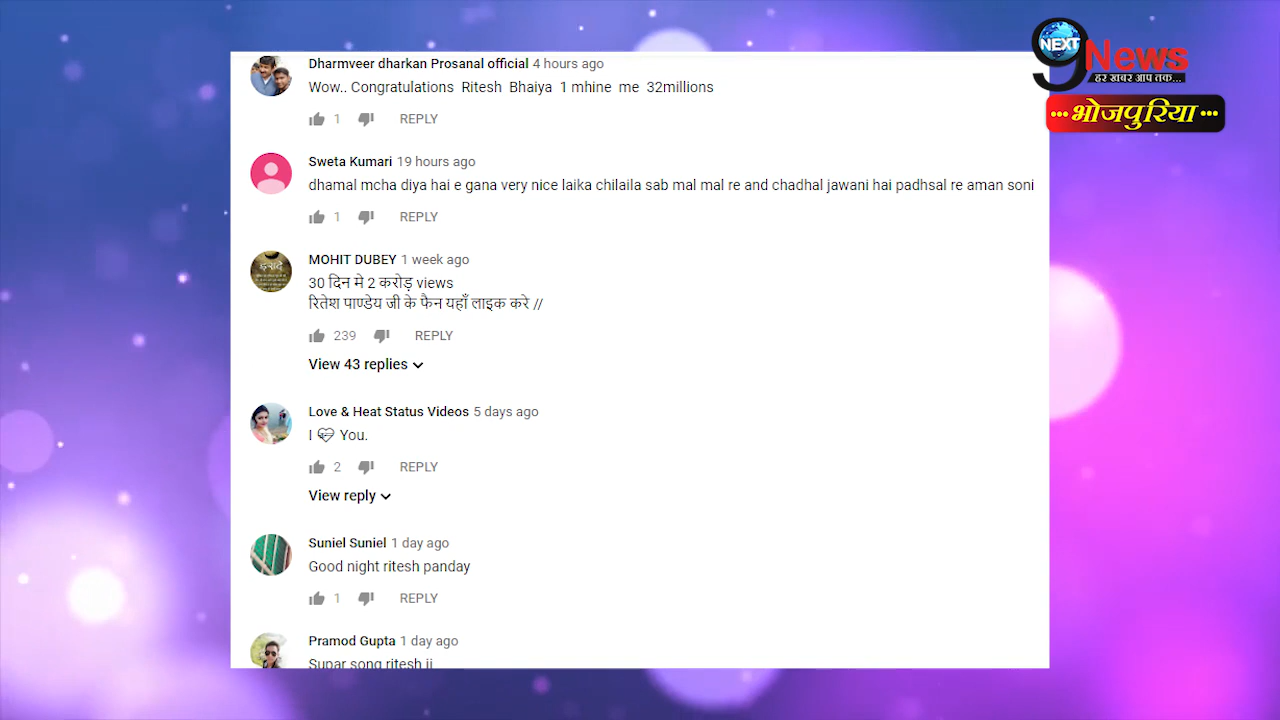 NEXT
9 News
हर खबर आप तक...
••• भोजपुरिया •••
Dharmveer dharkan Prosanal official 4 hours ago
Wow.. Congratulations Ritesh Bhaiya 1 mhine me 32millions
1 REPLY
Sweta Kumari 19 hours ago
dhamal mcha diya hai e gana very nice laika chilaila sab mal mal re and chadhal jawani hai padhsal re aman soni
1 REPLY
MOHIT DUBEY 1 week ago
30 दिन मे 2 करोड़ views
रितेश पाण्डेय जी के फैन यहाँ लाइक करे //
239 REPLY
View 43 replies
Love & Heat Status Videos 5 days ago
I 💝 You.
2 REPLY
View reply
Suniel Suniel 1 day ago
Good night ritesh panday
1 REPLY
Pramod Gupta 1 day ago
Supar song ritesh ji